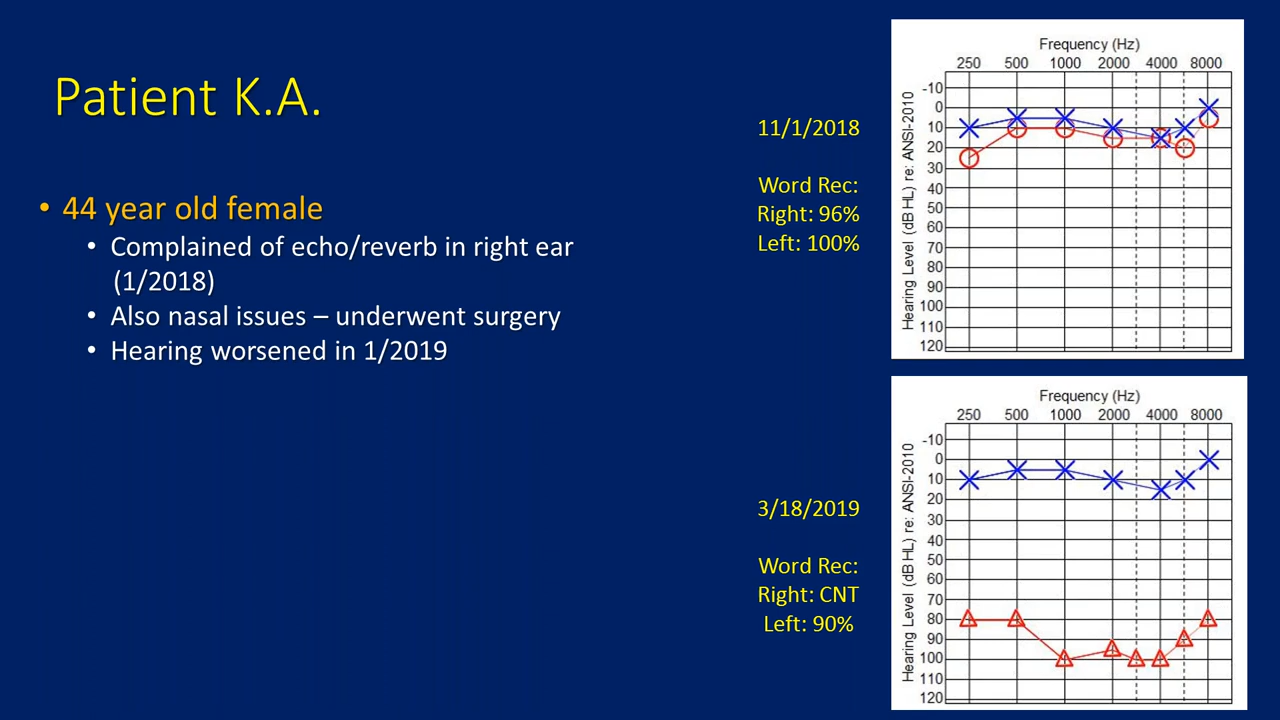 Patient K.A.
• 44 year old female
• Complained of echo/reverb in right ear
(1/2018)
• Also nasal issues – underwent surgery
• Hearing worsened in 1/2019
11/1/2018
Word Rec:
Right: 96%
Left: 100%
Frequency (Hz)
250 500 1000 2000 4000 8000
Hearing Level (dB HL) re: ANSI-2010
-10
0
10
20
30
40
50
60
70
80
90
100
110
120
3/18/2019
Word Rec:
Right: CNT
Left: 90%
Frequency (Hz)
250 500 1000 2000 4000 8000
Hearing Level (dB HL) re: ANSI-2010
-10
0
10
20
30
40
50
60
70
80
90
100
110
120